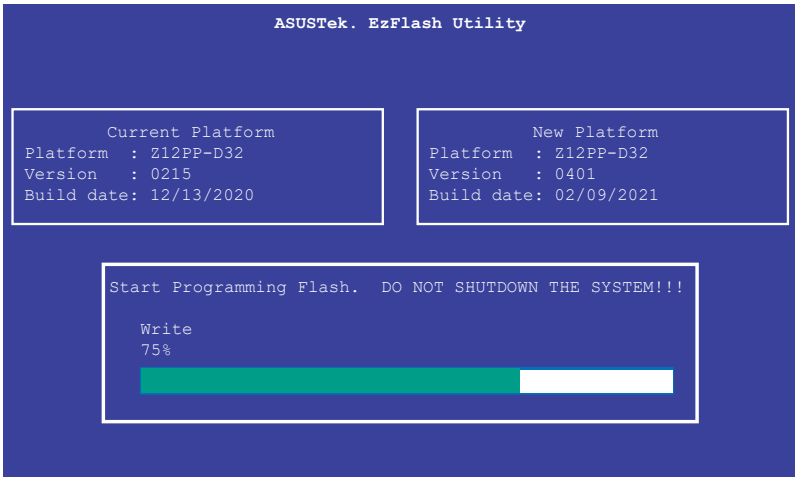 ASUSTek. EzFlash Utility
Current Platform
Platform : Z12PP-D32
Version : 0215
Build date: 12/13/2020
New Platform
Platform : Z12PP-D32
Version : 0401
Build date: 02/09/2021
Start Programming Flash. DO NOT SHUTDOWN THE SYSTEM!!!
Write
75%